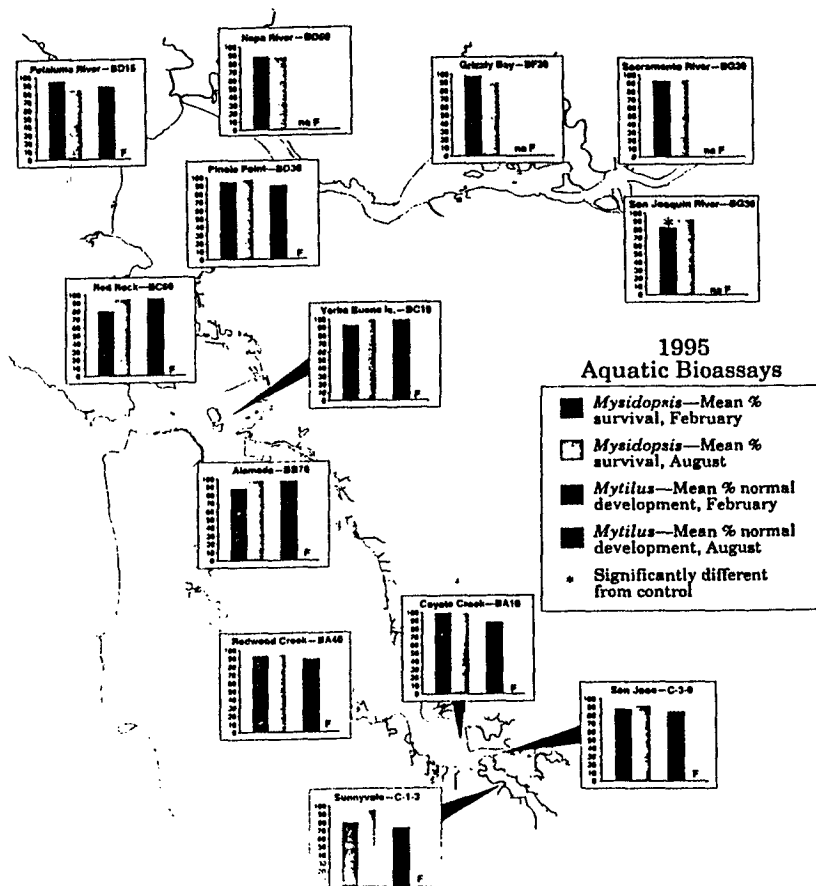 Napa River—BD50
Petaluma River—BD15
Grizzly Bay—BF20
Sacramento River—BG20
F
na F
na F
na F
Pinole Point—BD30
F
San Joaquin River—BG30
*
na F
Red Rock—BC60
F
Yerba Buena Is.—BC10
F
1995
Aquatic Bioassays
Mysidopsis—Mean %
survival, February
Mysidopsis—Mean %
survival, August
Mytilus—Mean % normal
development, February
Mytilus—Mean % normal
development, August
* Significantly different
from control
Alameda—BB70
F
Coyote Creek—BA10
F
Redwood Creek—BA40
F
San Jose—C-3-0
F
Sunnyvale—C-1-3
F